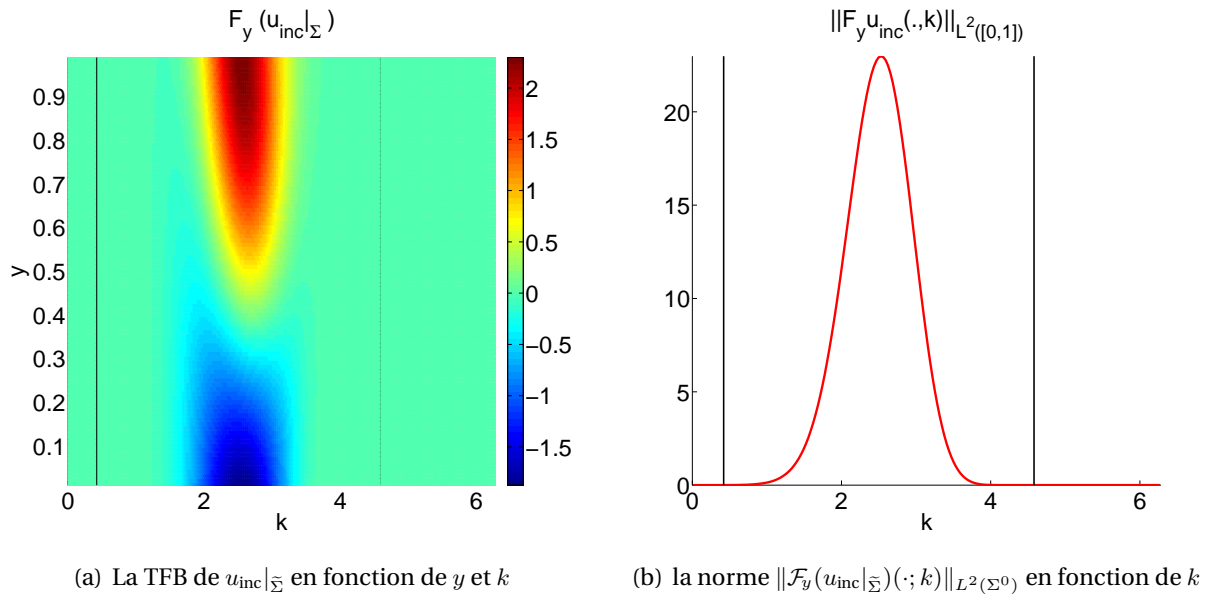 F_y (u_inc|_Σ)
||F_y u_inc(.,k)||_L²([0,1])
0.9
0.8
0.7
0.6
0.5
0.4
0.3
0.2
0.1
y
0 2 4 6
k
2
1.5
1
0.5
0
−0.5
−1
−1.5
20
15
10
5
0
0 2 4 6
k
(a) La TFB de u_inc|_Σ̃ en fonction de y et k
(b) la norme ‖ℱ_y(u_inc|_Σ̃)(·; k)‖_L²(Σ⁰) en fonction de k